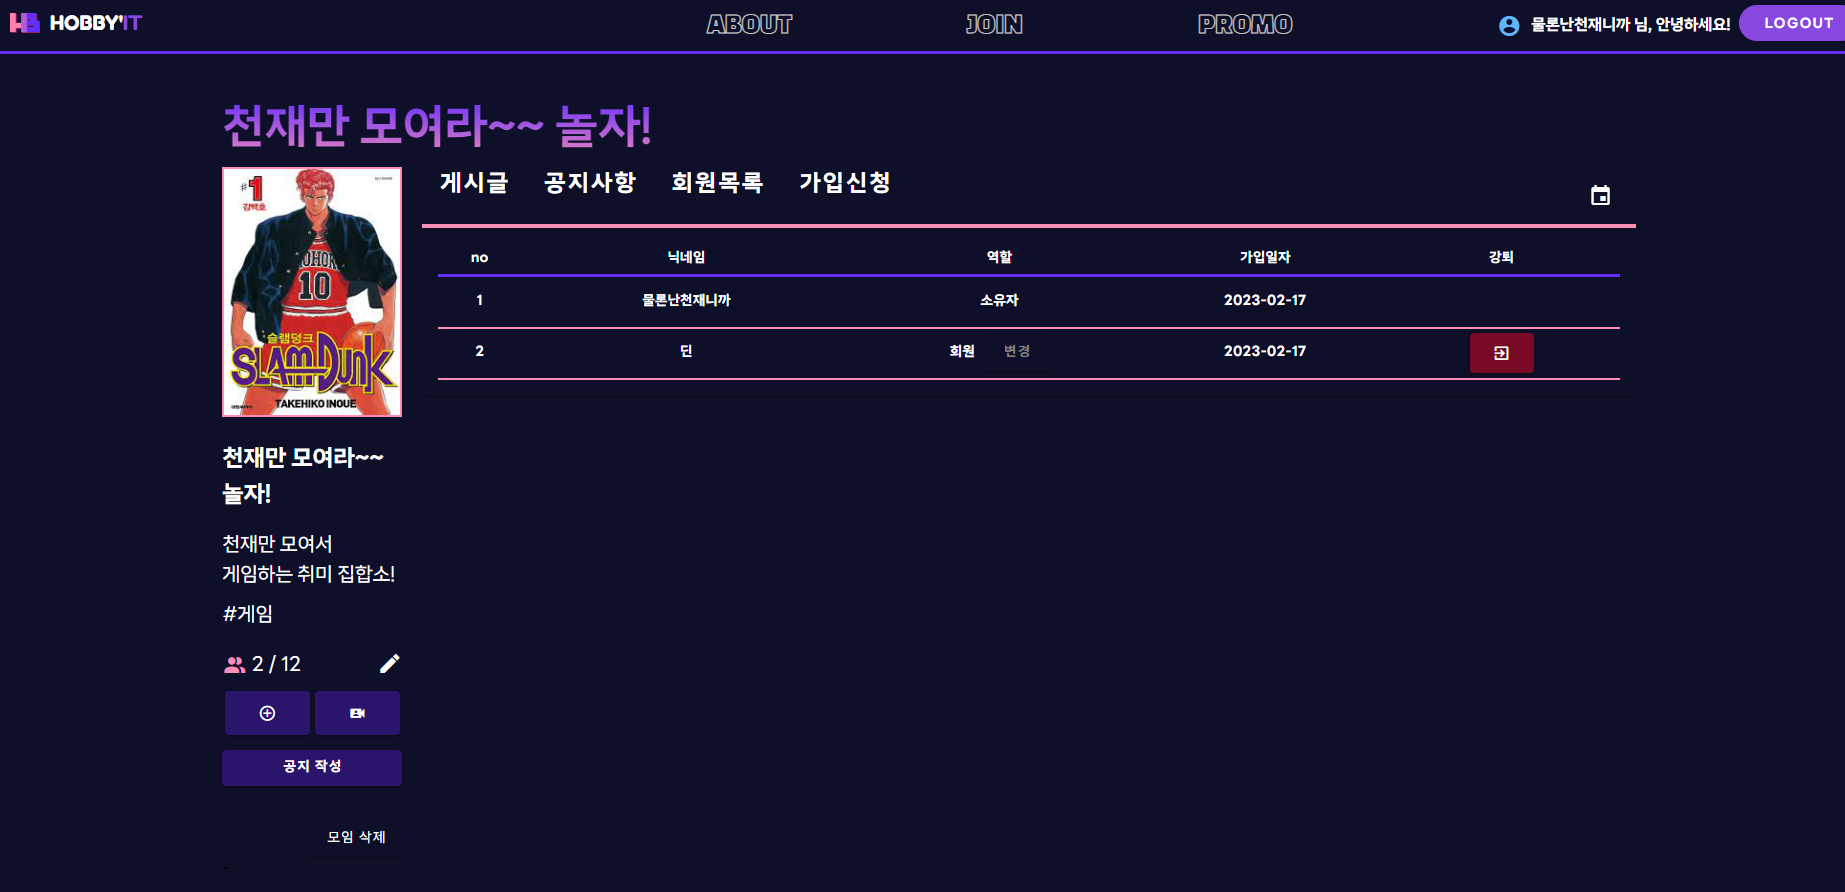 HOBBY'IT
ABOUT
JOIN
PROMO
물론난천재니까 님, 안녕하세요!
LOGOUT
천재만 모여라~~ 놀자!
#1
김백호
SHOHOKU
10
슬램덩크
SLAM DUNK
TAKEHIKO INOUE
게시글 공지사항 회원목록 가입신청
no 닉네임 역할 가입일자 강퇴
1 물론난천재니까 소유자 2023-02-17
2 딘 회원 변경 2023-02-17
천재만 모여라~~
놀자!
천재만 모여서
게임하는 취미 집합소!
#게임
2 / 12
공지 작성
모임 삭제